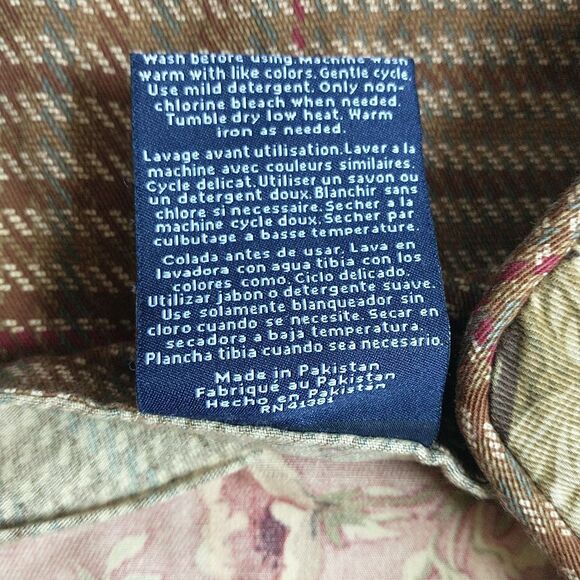 Wash before using. Machine wash
warm with like colors. Gentle cycle.
Use mild detergent. Only non-
chlorine bleach when needed.
Tumble dry low heat. Warm
iron as needed.
Lavage avant utilisation. Laver a la
machine avec couleurs similaires.
Cycle delicat. Utiliser un savon ou
un detergent doux. Blanchir sans
chlore si necessaire. Secher a la
machine cycle doux. Secher par
culbutage a basse temperature.
Colada antes de usar. Lava en
lavadora con agua tibia con los
colores como. Ciclo delicado.
Utilizar jabon o detergente suave.
Use solamente blanqueador sin
cloro cuando se necesite. Secar en
secadora a baja temperatura.
Plancha tibia cuando sea necesario.
Made in Pakistan
Fabriqué au Pakistan
Hecho en Pakistan
RN 41381